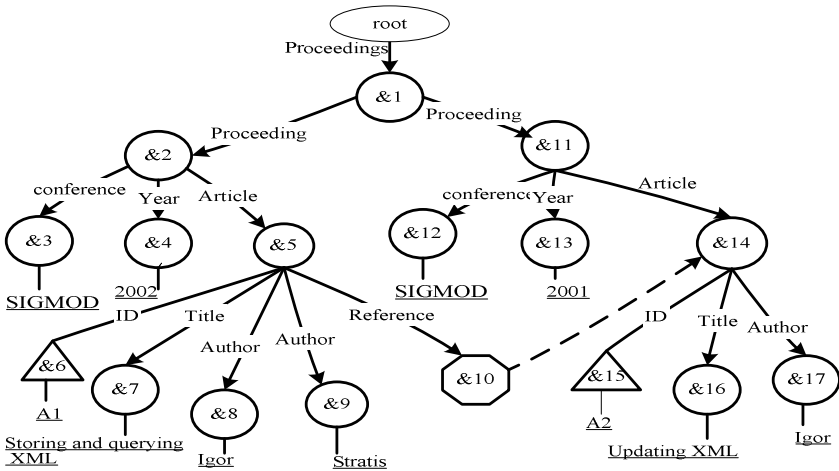 root
Proceedings
&1
Proceeding
Proceeding
&2
&11
conference
Year
Article
conference
Year
Article
&3
&4
&5
&12
&13
&14
SIGMOD
2002
SIGMOD
2001
ID
Title
Author
Author
Reference
ID
Title
Author
&6
&7
&8
&9
&10
&15
&16
&17
A1
Storing and querying
XML
Igor
Stratis
A2
Updating XML
Igor